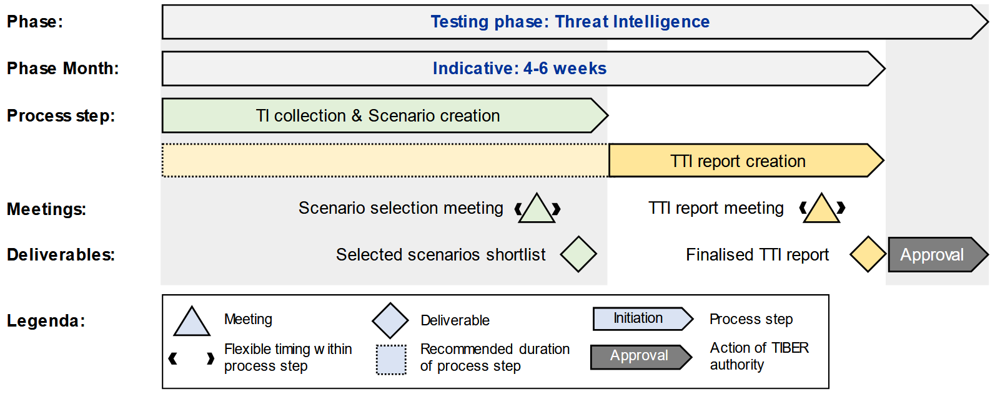 Phase:
Testing phase: Threat Intelligence
Phase Month:
Indicative: 4-6 weeks
Process step:
TI collection & Scenario creation
TTI report creation
Meetings:
Scenario selection meeting
TTI report meeting
Deliverables:
Selected scenarios shortlist
Finalised TTI report
Approval
Legenda:
Meeting
Deliverable
Initiation
Process step
Flexible timing within
process step
Recommended duration
of process step
Approval
Action of TIBER
authority